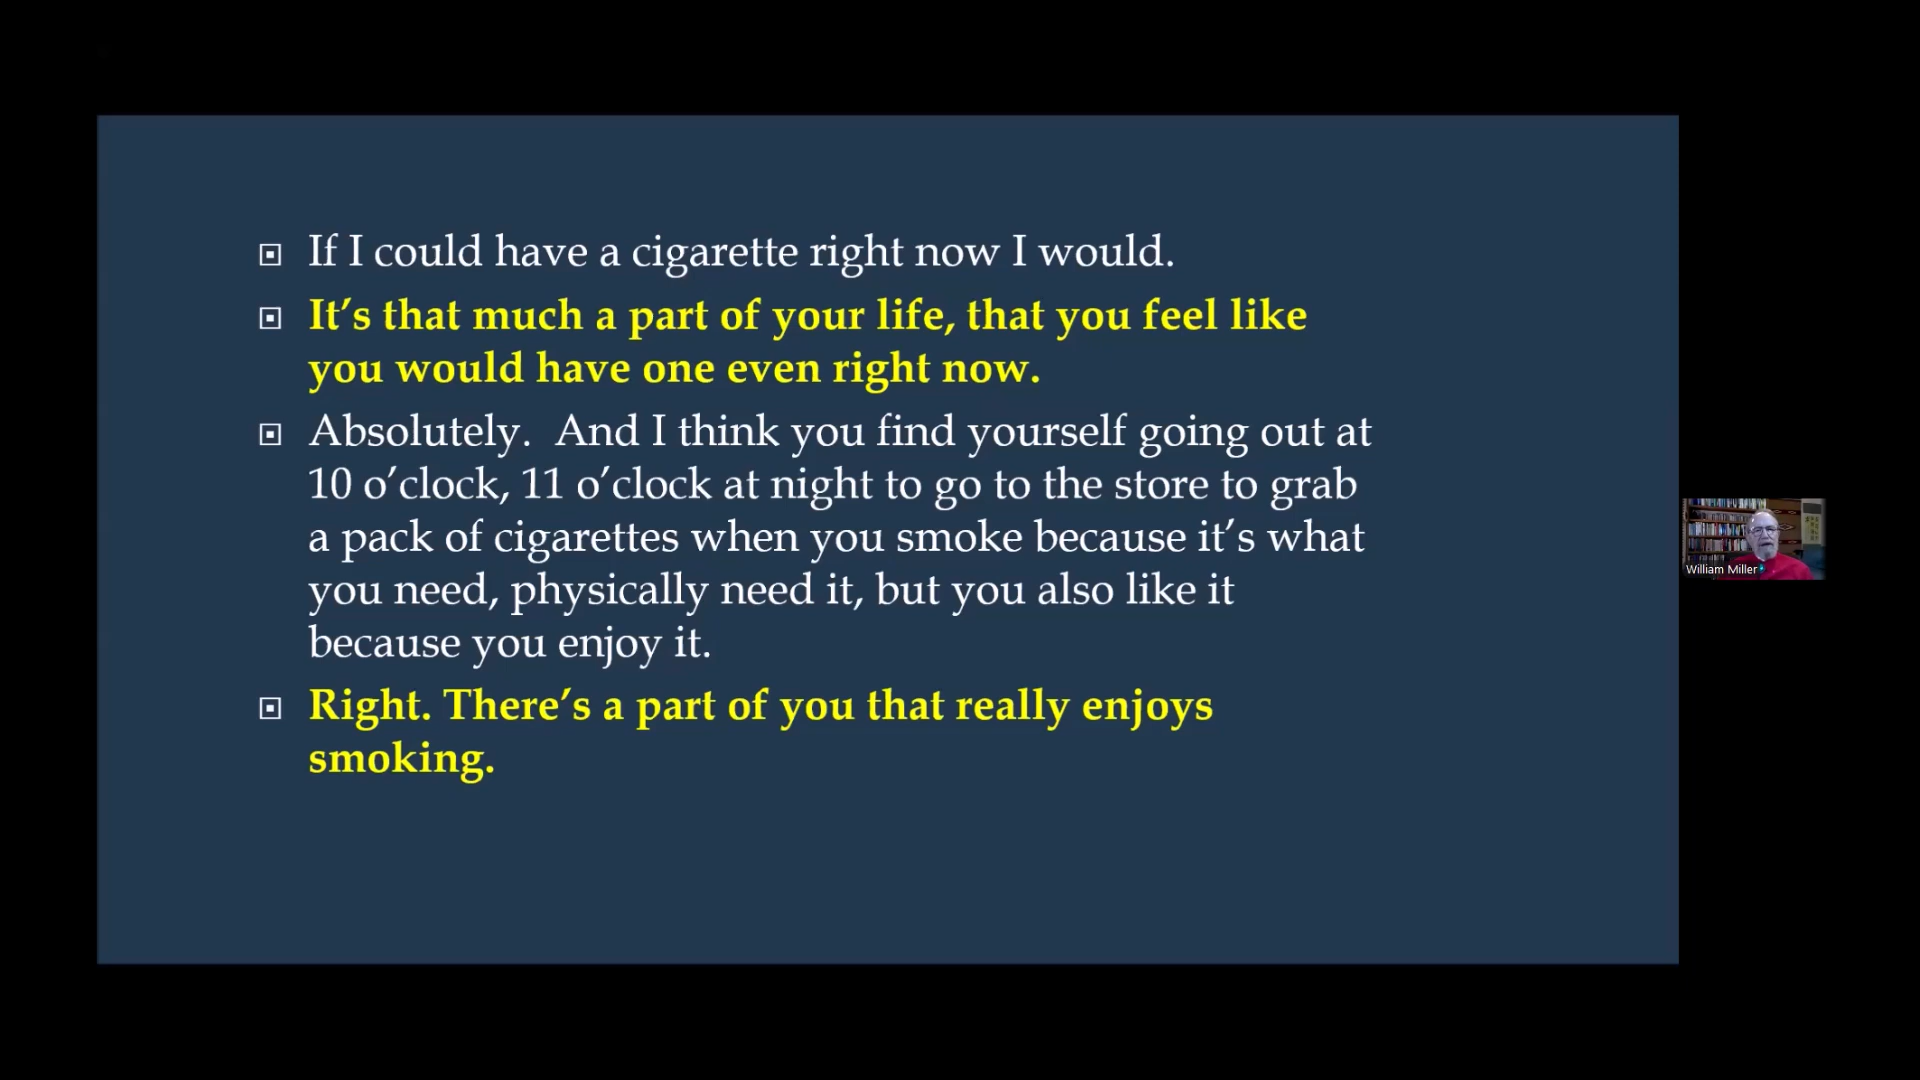 If I could have a cigarette right now I would.
It’s that much a part of your life, that you feel like
you would have one even right now.
Absolutely.  And I think you find yourself going out at
10 o’clock, 11 o’clock at night to go to the store to grab
a pack of cigarettes when you smoke because it’s what
you need, physically need it, but you also like it
because you enjoy it.
Right. There’s a part of you that really enjoys
smoking.
William Miller